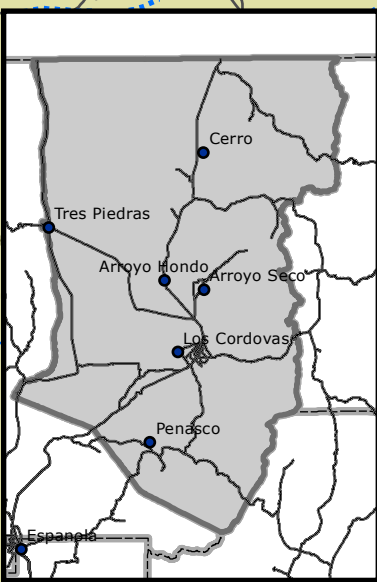 Cerro
Tres Piedras
Arroyo Hondo
Arroyo Seco
Los Cordovas
Penasco
Espanola